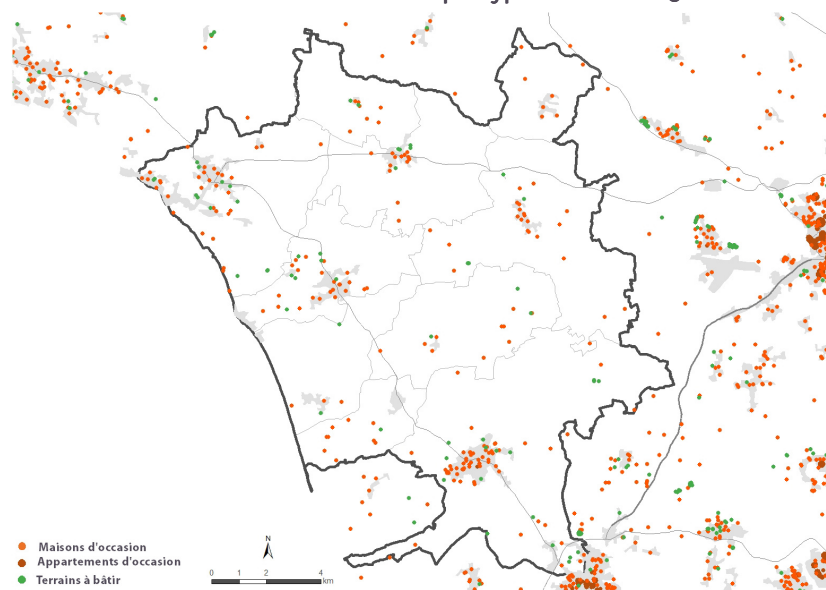 Maisons d'occasion
Appartements d'occasion
Terrains à bâtir
N
0 1 2 4
km